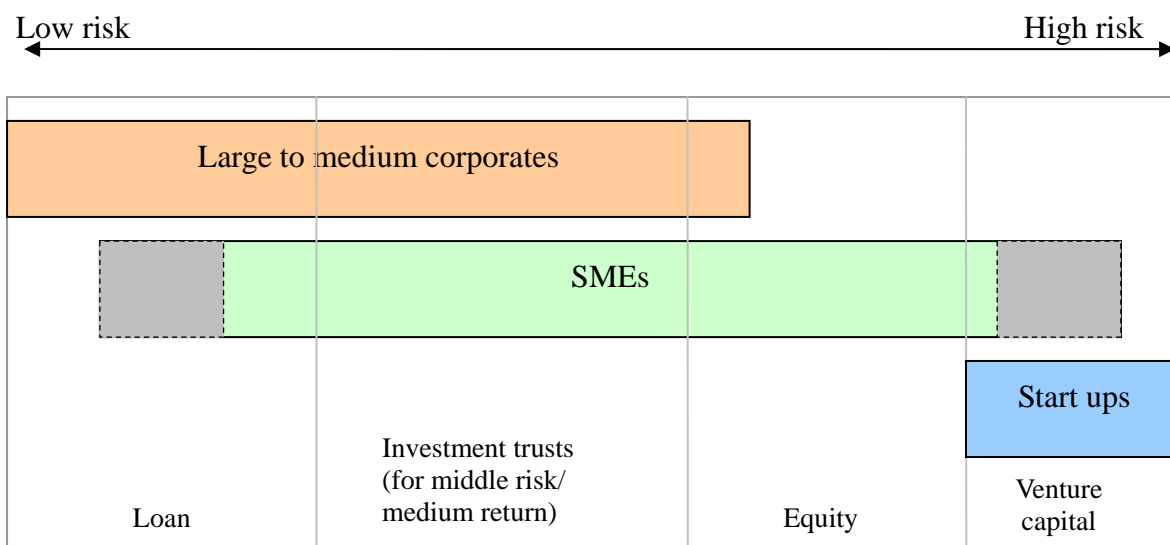 Low risk
High risk
Large to medium corporates
SMEs
Start ups
Investment trusts
(for middle risk/
medium return)
Loan
Equity
Venture
capital